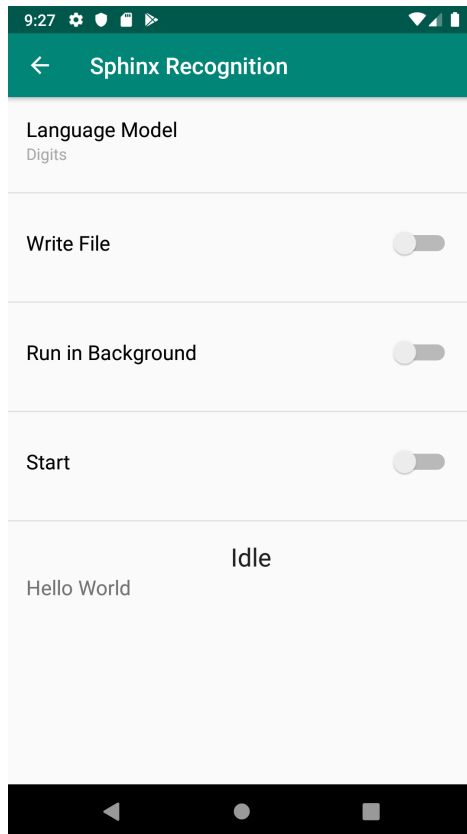 9:27
Sphinx Recognition
Language Model
Digits
Write File
Run in Background
Start
Idle
Hello World